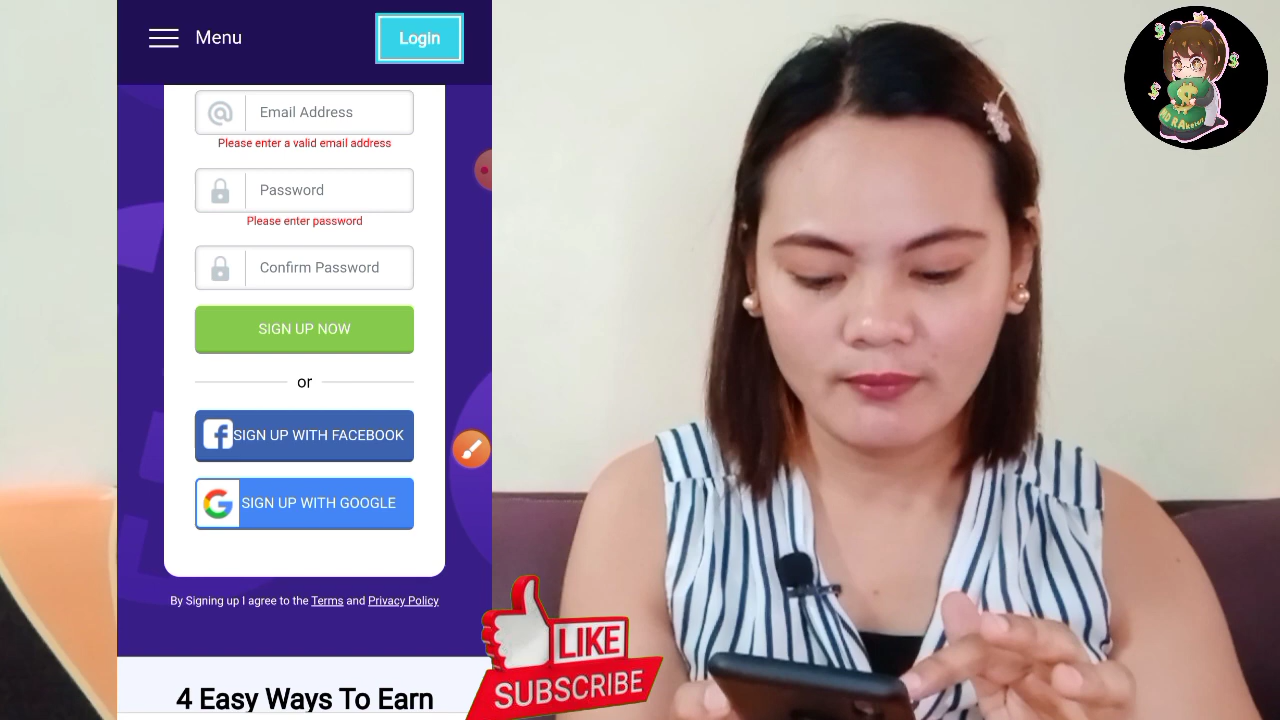 Menu
Login
Email Address
Please enter a valid email address
Password
Please enter password
Confirm Password
SIGN UP NOW
or
SIGN UP WITH FACEBOOK
SIGN UP WITH GOOGLE
By Signing up I agree to the Terms and Privacy Policy
4 Easy Ways To Earn
LIKE
SUBSCRIBE